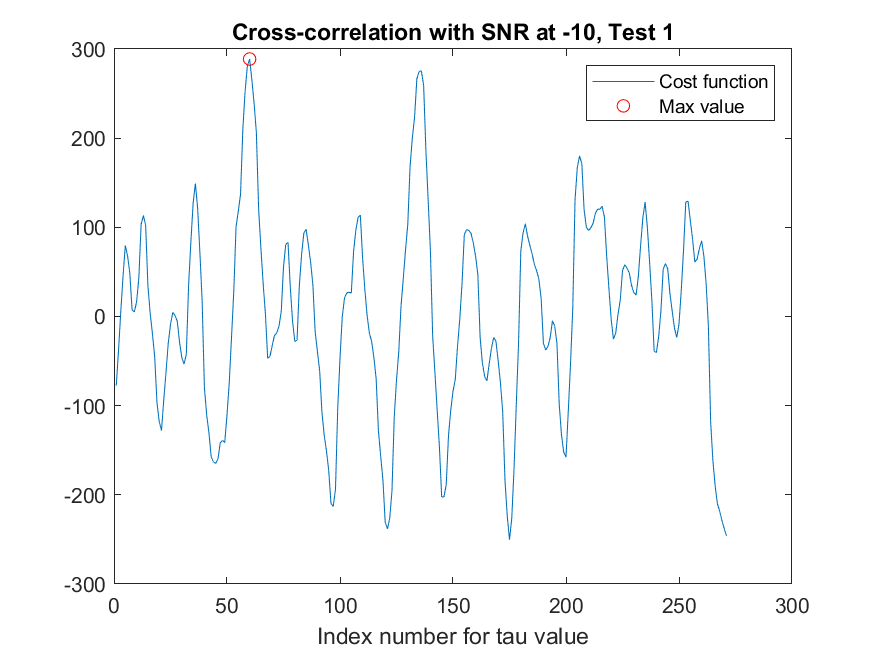 Cross-correlation with SNR at -10, Test 1
300
200
100
0
-100
-200
-300
Cost function
Max value
0 50 100 150 200 250 300
Index number for tau value